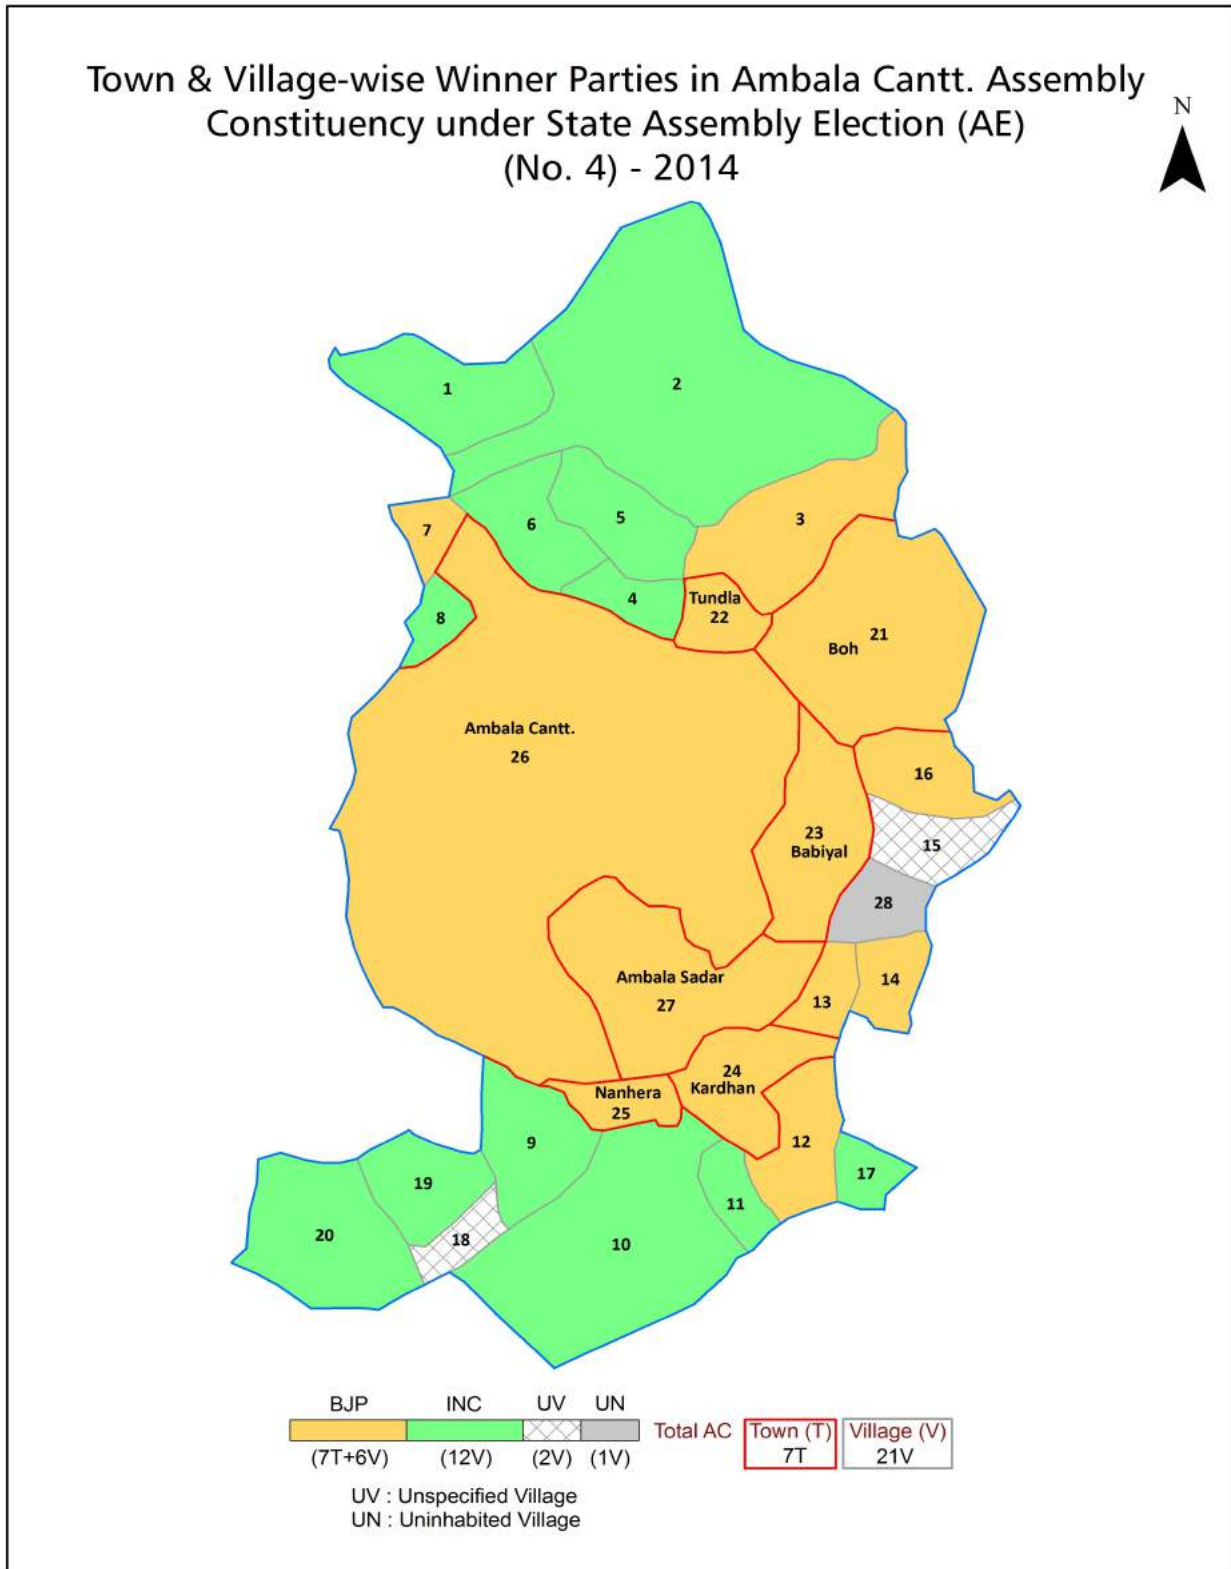 Town & Village-wise Winner Parties in Ambala Cantt. Assembly
Constituency under State Assembly Election (AE)
(No. 4) - 2014
N
1
2
3
7
6
5
4
Tundla
22
8
21
Boh
Ambala Cantt.
26
16
23
Babiyal
15
28
Ambala Sadar
27
14
13
24
Kardhan
Nanhera
25
9
12
17
19
11
20
18
10
BJP INC UV UN
Total AC Town (T) Village (V)
(7T+6V) (12V) (2V) (1V) 7T 21V
UV : Unspecified Village
UN : Uninhabited Village